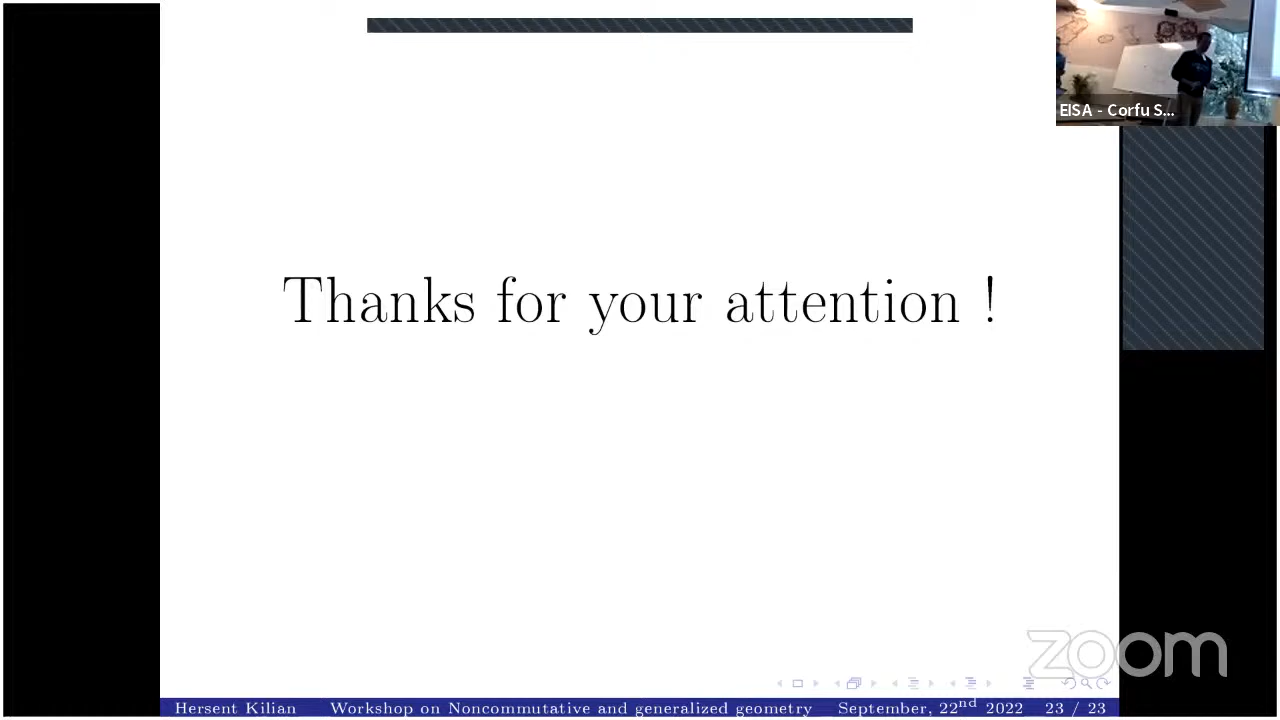 EISA - Corfu S...
Thanks for your attention !
zoom
Hersent Kilian Workshop on Noncommutative and generalized geometry September, 22nd 2022 23 / 23